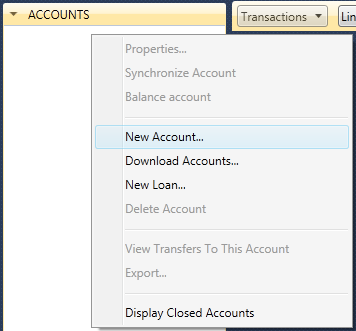 ACCOUNTS
Transactions
Lin
Properties...
Synchronize Account
Balance account
New Account...
Download Accounts...
New Loan...
Delete Account
View Transfers To This Account
Export...
Display Closed Accounts